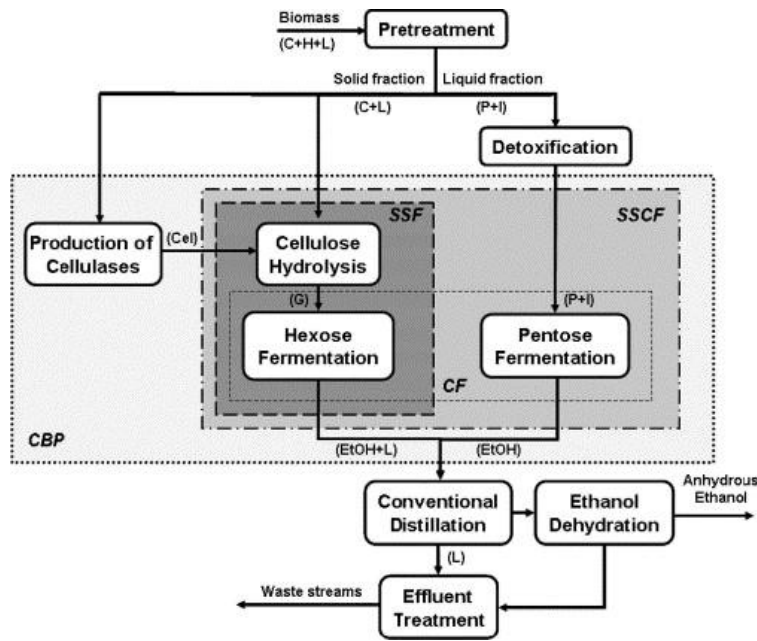 Biomass
(C+H+L)
Pretreatment
Solid fraction
Liquid fraction
(C+L)
(P+I)
Detoxification
SSF
SSCF
Production of
Cellulases
(Cel)
Cellulose
Hydrolysis
(G)
(P+I)
Hexose
Fermentation
Pentose
Fermentation
CF
CBP
(EtOH+L)
(EtOH)
Conventional
Distillation
Ethanol
Dehydration
Anhydrous
Ethanol
(L)
Waste streams
Effluent
Treatment